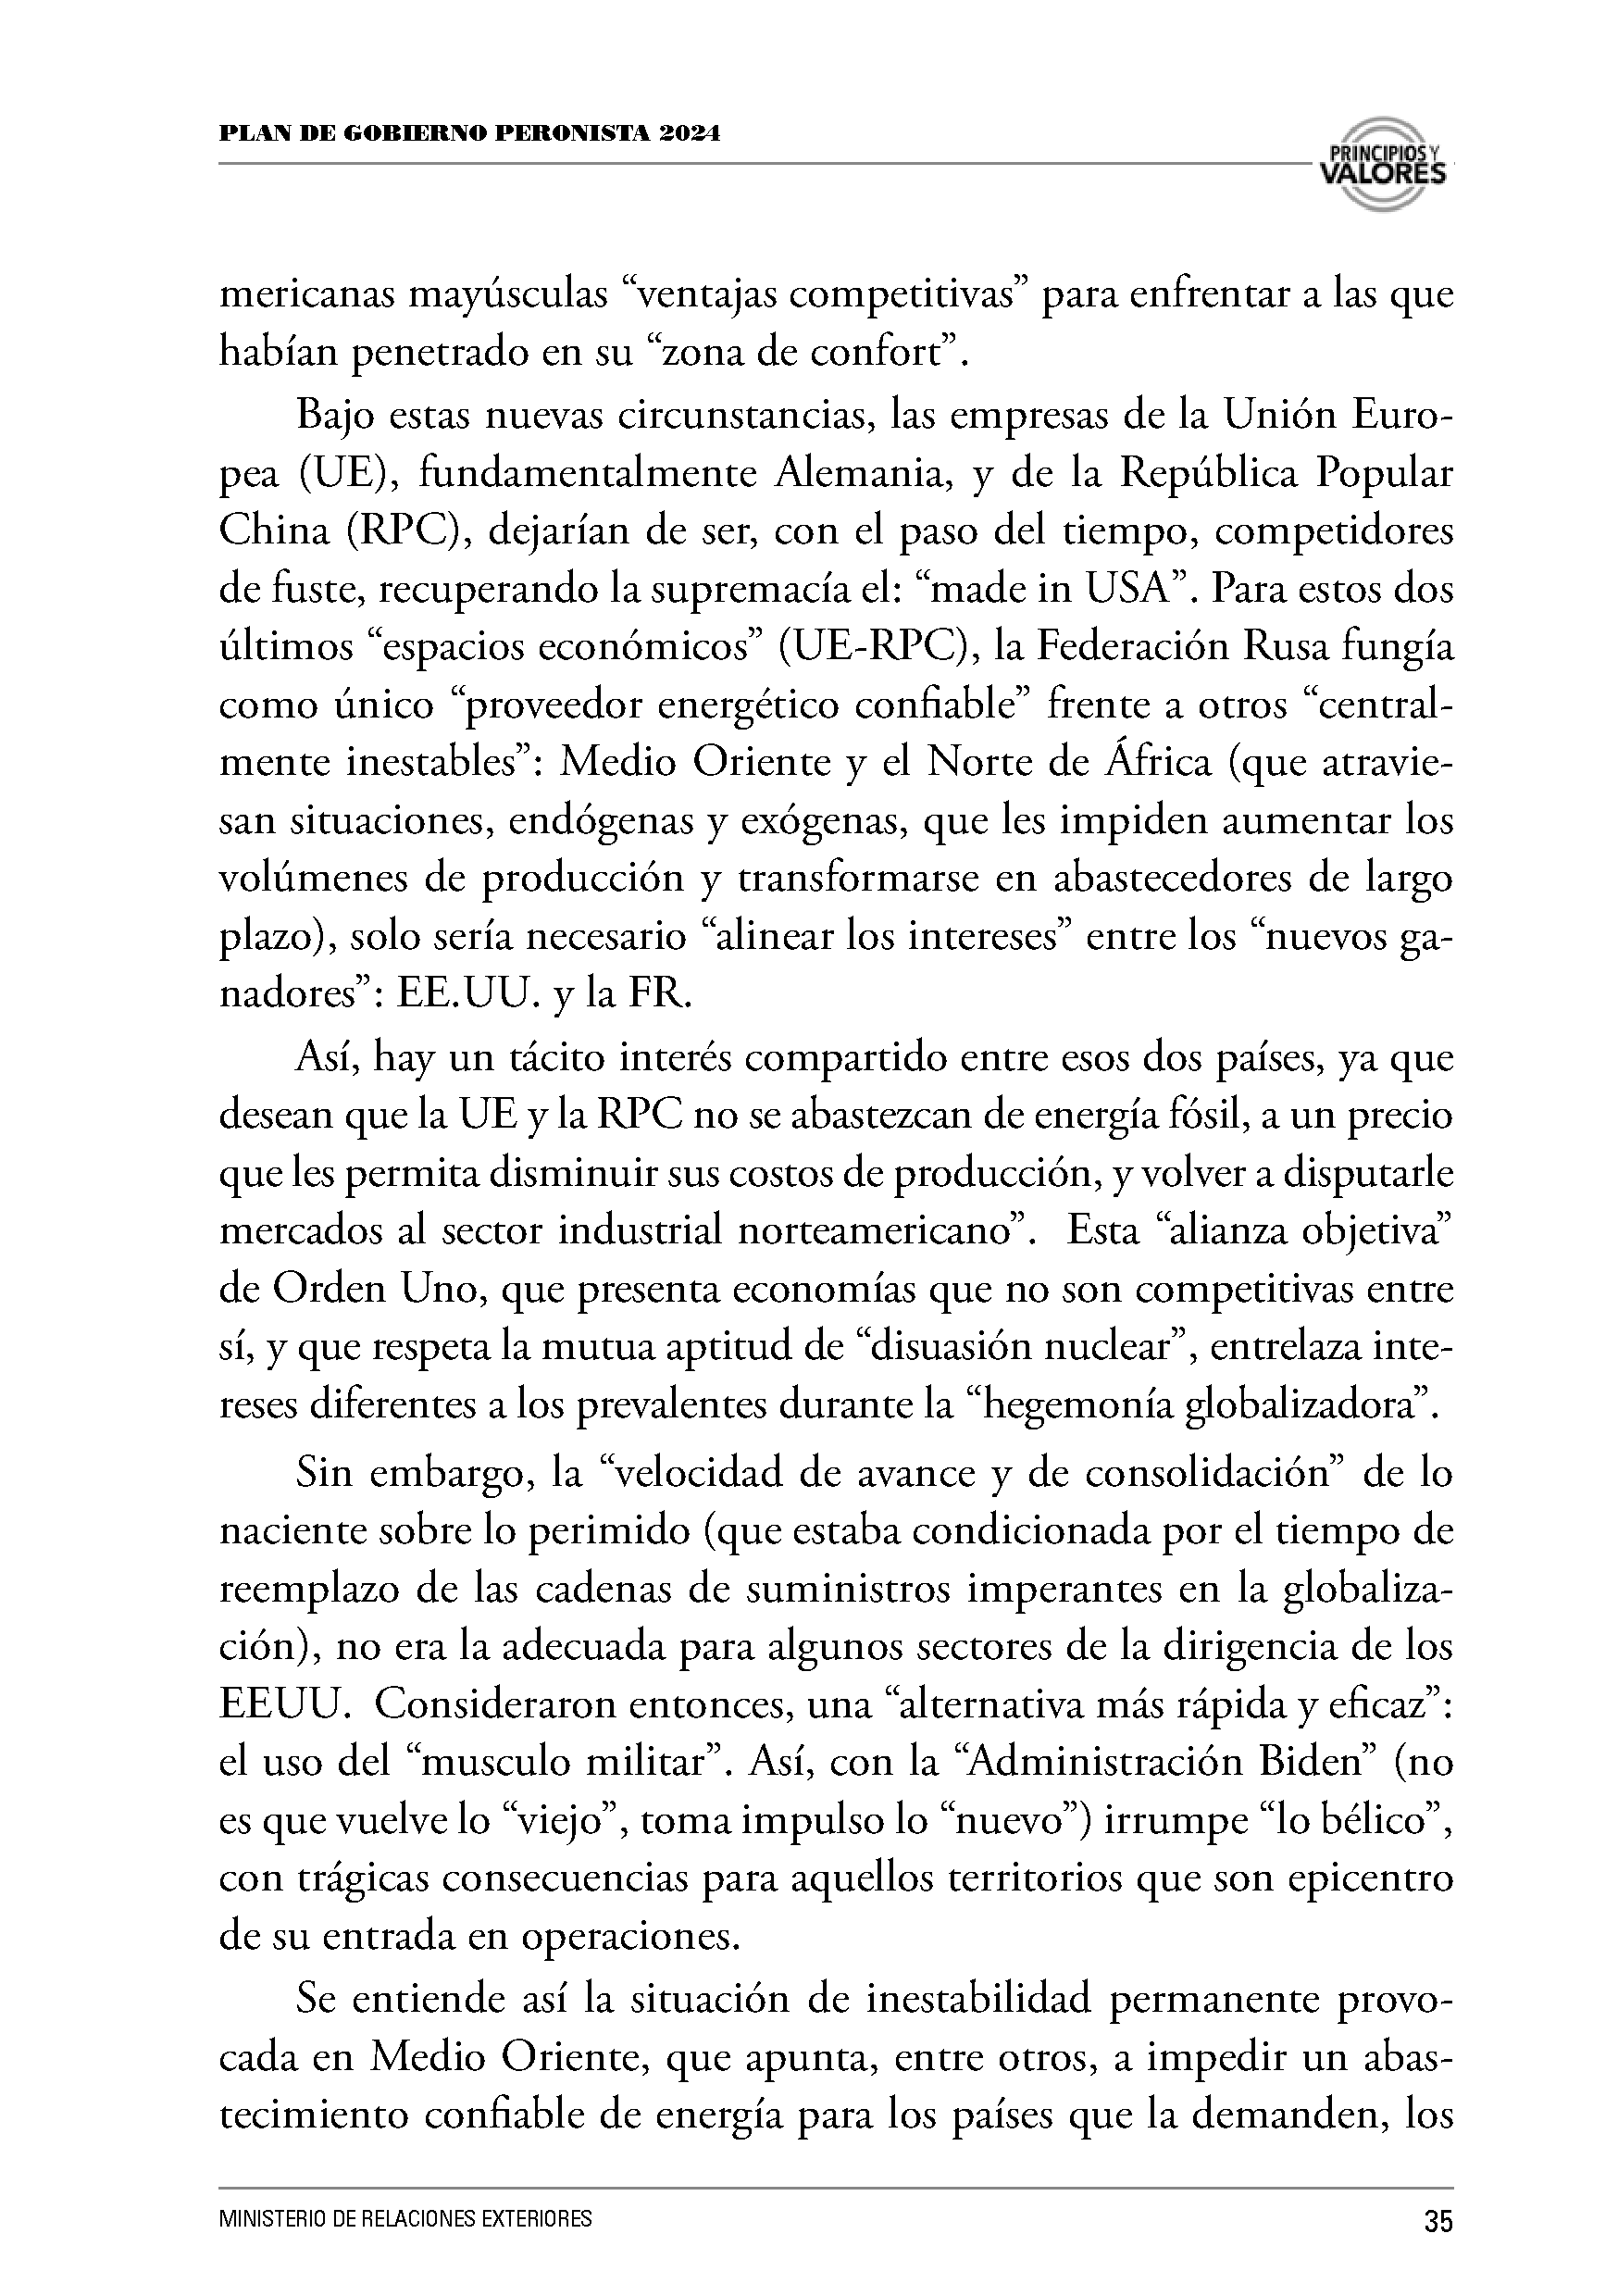 PLAN DE GOBIERNO PERONISTA 2024
PRINCIPIOS Y
VALORES
mericanas mayúsculas “ventajas competitivas” para enfrentar a las que
habían penetrado en su “zona de confort”.
Bajo estas nuevas circunstancias, las empresas de la Unión Euro-
pea (UE), fundamentalmente Alemania, y de la República Popular
China (RPC), dejarían de ser, con el paso del tiempo, competidores
de fuste, recuperando la supremacía el: “made in USA”. Para estos dos
últimos “espacios económicos” (UE-RPC), la Federación Rusa fungía
como único “proveedor energético confiable” frente a otros “central-
mente inestables”: Medio Oriente y el Norte de África (que atravie-
san situaciones, endógenas y exógenas, que les impiden aumentar los
volúmenes de producción y transformarse en abastecedores de largo
plazo), solo sería necesario “alinear los intereses” entre los “nuevos ga-
nadores”: EE.UU. y la FR.
Así, hay un tácito interés compartido entre esos dos países, ya que
desean que la UE y la RPC no se abastezcan de energía fósil, a un precio
que les permita disminuir sus costos de producción, y volver a disputarle
mercados al sector industrial norteamericano”. Esta “alianza objetiva”
de Orden Uno, que presenta economías que no son competitivas entre
sí, y que respeta la mutua aptitud de “disuasión nuclear”, entrelaza inte-
reses diferentes a los prevalentes durante la “hegemonía globalizadora”.
Sin embargo, la “velocidad de avance y de consolidación” de lo
naciente sobre lo perimido (que estaba condicionada por el tiempo de
reemplazo de las cadenas de suministros imperantes en la globaliza-
ción), no era la adecuada para algunos sectores de la dirigencia de los
EEUU. Consideraron entonces, una “alternativa más rápida y eficaz”:
el uso del “musculo militar”. Así, con la “Administración Biden” (no
es que vuelve lo “viejo”, toma impulso lo “nuevo”) irrumpe “lo bélico”,
con trágicas consecuencias para aquellos territorios que son epicentro
de su entrada en operaciones.
Se entiende así la situación de inestabilidad permanente provo-
cada en Medio Oriente, que apunta, entre otros, a impedir un abas-
tecimiento confiable de energía para los países que la demanden, los
MINISTERIO DE RELACIONES EXTERIORES
35